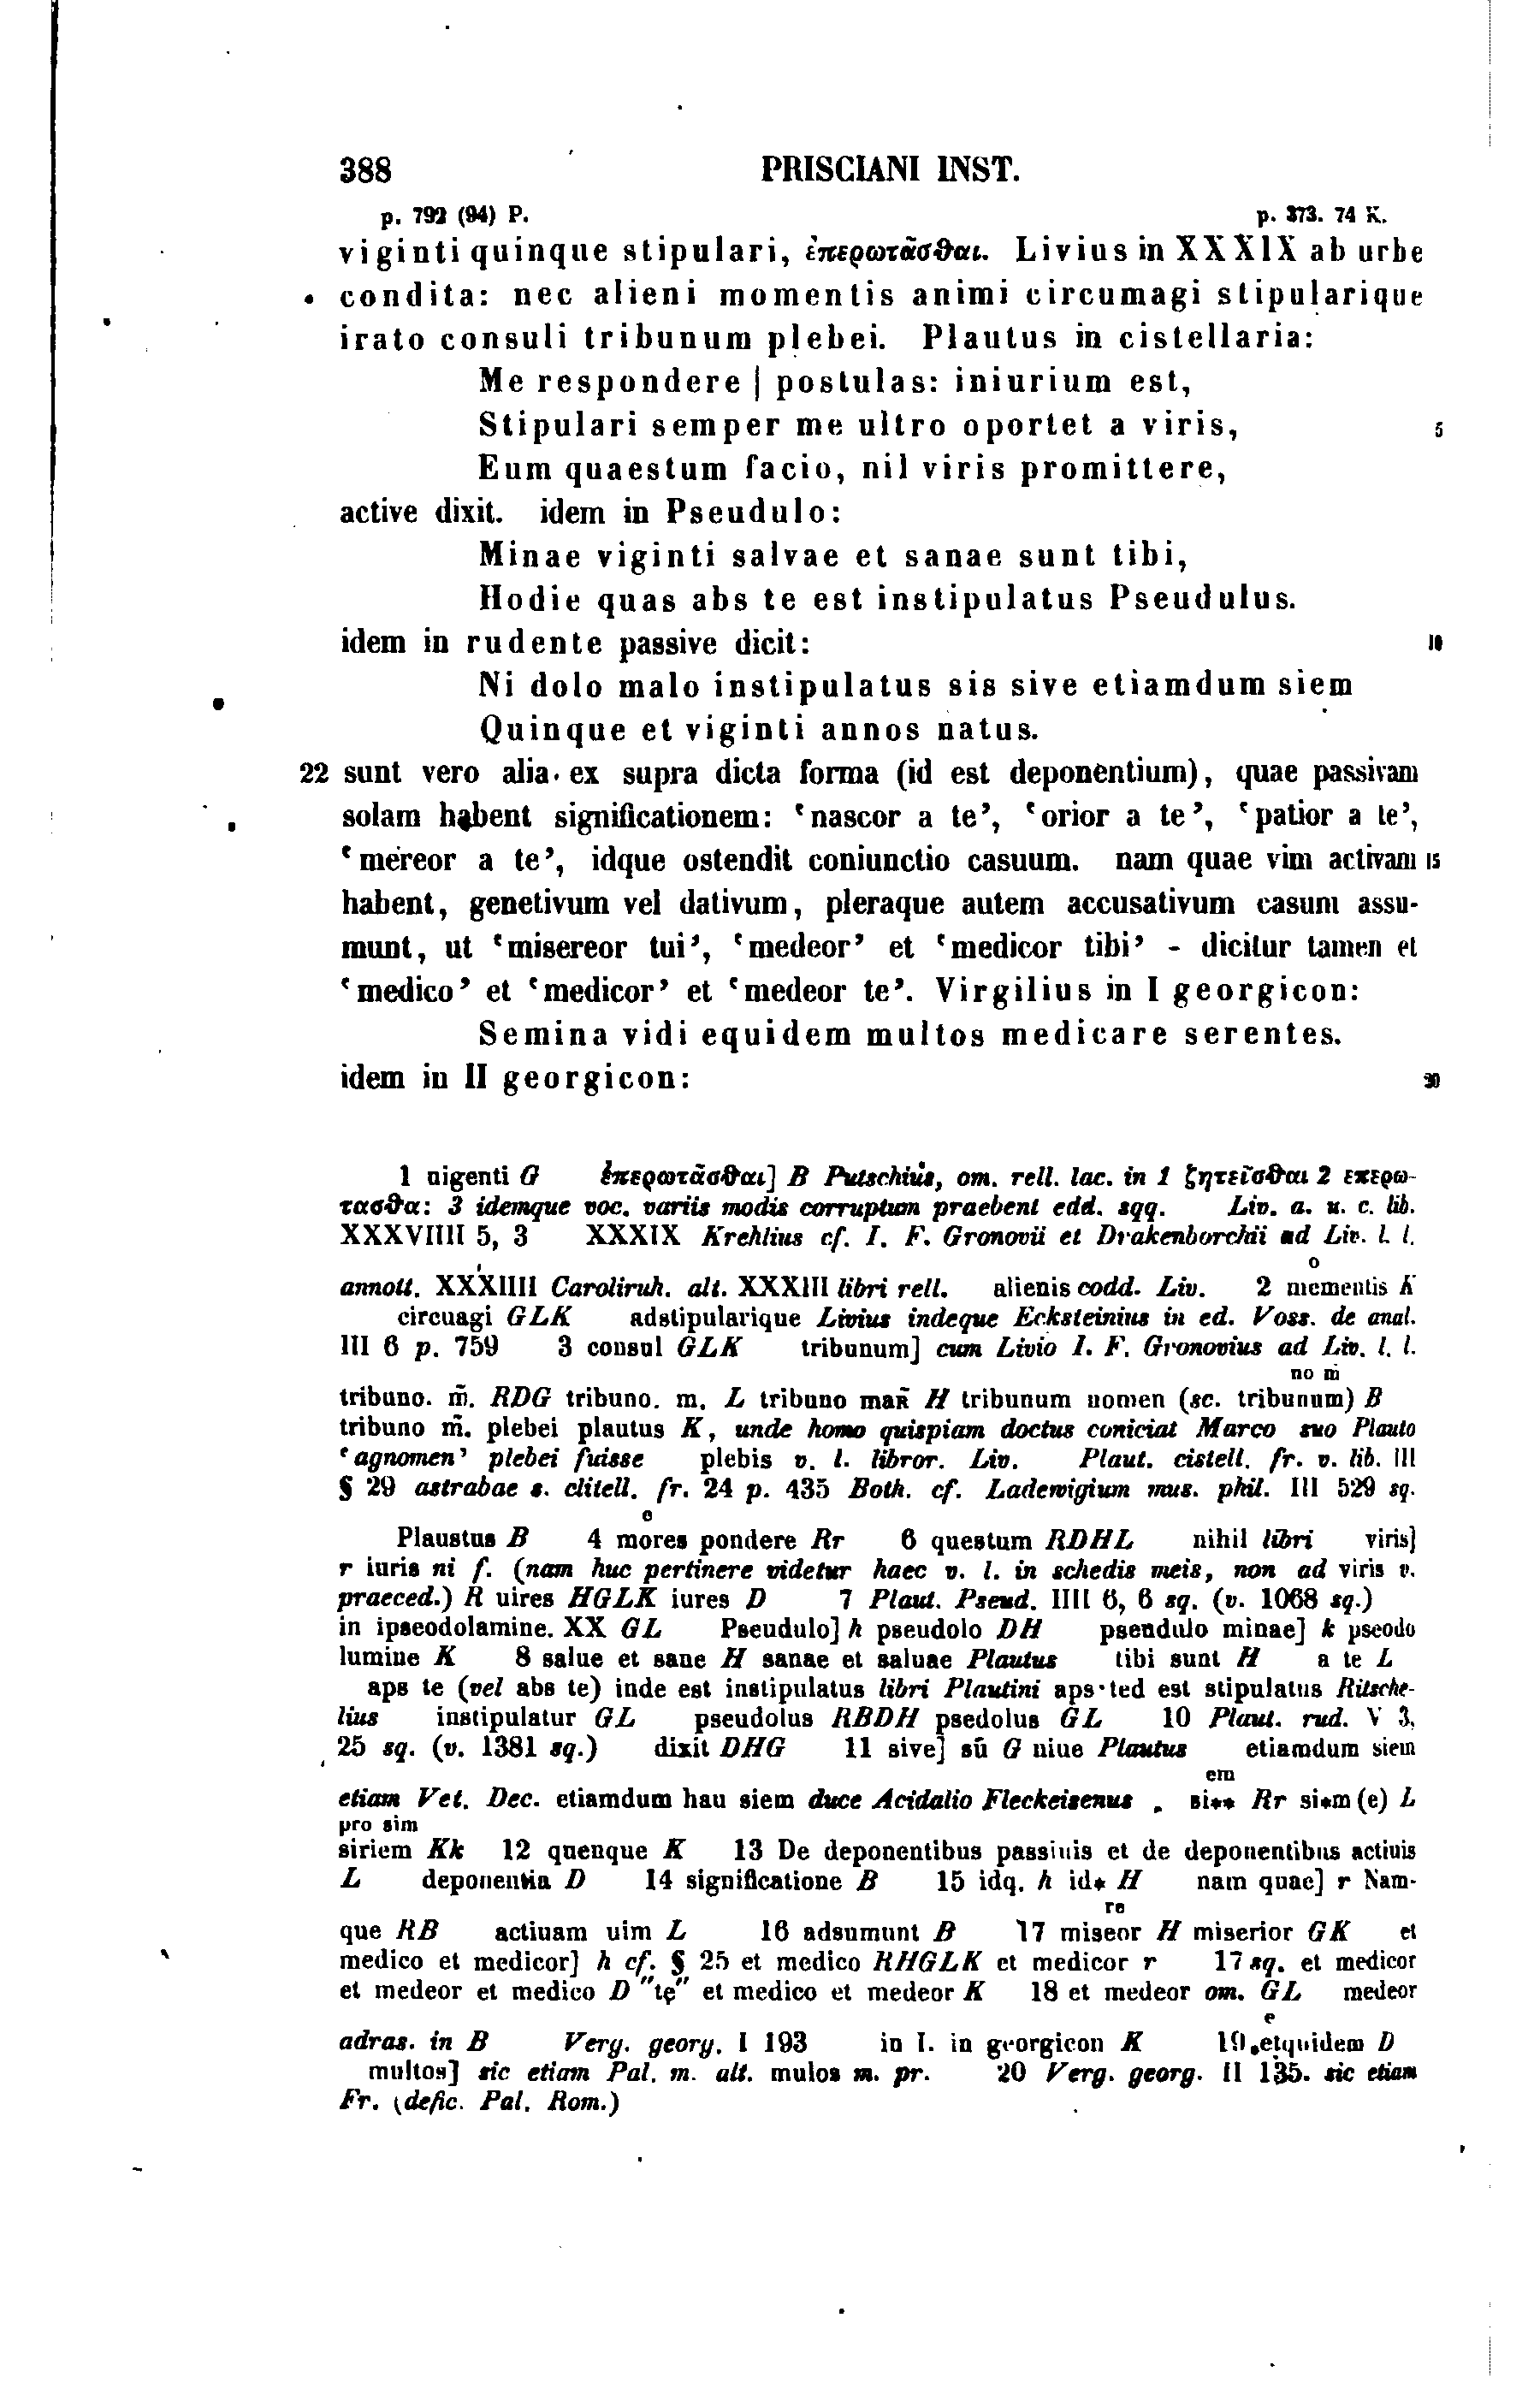 388 PRISCIANI INST.
p. 792 (94) P. p. 373. 74 K.
viginti quinque stipulari, ἐπερωτᾶσθαι. Livius in XXXIX ab urbe
condita: nec alieni momentis animi circumagi stipularique
irato consuli tribunum plebei. Plautus in cistellaria:
Me respondere | postulas: iniurium est,
Stipulari semper me ultro oportet a viris, 5
Eum quaestum facio, nil viris promittere,
active dixit. idem in Pseudulo:
Minae viginti salvae et sanae sunt tibi,
Hodie quas abs te est instipulatus Pseudulus.
idem in rudente passive dicit: 10
Ni dolo malo instipulatus sis sive etiamdum siem
Quinque et viginti annos natus.
22 sunt vero alia ex supra dicta forma (id est deponentium), quae passivam
solam habent significationem: ‘nascor a te’, ‘orior a te’, ‘patior a te’,
‘mereor a te’, idque ostendit coniunctio casuum. nam quae vim activam 15
habent, genetivum vel dativum, pleraque autem accusativum casum assu-
munt, ut ‘misereor tui’, ‘medeor’ et ‘medicor tibi’ - dicitur tamen et
‘medico’ et ‘medicor’ et ‘medeor te’. Virgilius in I georgicon:
Semina vidi equidem multos medicare serentes.
idem in II georgicon: 20
1 uigenti G ἐπερωτᾶσθαι] B Putschius, om. rell. lac. in 1 ζητεῖσθαι 2 επερω-
τασθα: 3 idemque voc. variis modis corruptum praebent edd. sqq. Liv. a. u. c. lib.
XXXVIIII 5, 3 XXXIX Krehlius cf. I. F. Gronovii et Drakenborchii ad Liv. l. l.
o
annott. XXXIIII Caroliruh. alt. XXXIII libri rell. alienis codd. Liv. 2 mementis K
circuagi GLK adstipularique Livius indeque Ecksteinius in ed. Voss. de anal.
III 6 p. 759 3 consul GLK tribunum] cum Livio I. F. Gronovius ad Liv. l. l.
no m̄
tribuno. m̄. RDG tribuno. m. L tribuno mar̄ H tribunum nomen (sc. tribunum) B
tribuno m̄. plebei plautus K, unde homo quispiam doctus coniciat Marco suo Plauto
‘agnomen’ plebei fuisse plebis v. l. libror. Liv. Plaut. cistell. fr. v. lib. III
§ 29 astrabae s. clitell. fr. 24 p. 435 Both. cf. Ladewigium mus. phil. III 529 sq.
e
Plaustus B 4 mores pondere Rr 6 questum RDHL nihil libri viris]
r iuris ni f. (nam huc pertinere videtur haec v. l. in schedis meis, non ad viris v.
praeced.) R uires HGLK iures D 7 Plaut. Pseud. IIII 6, 6 sq. (v. 1068 sq.)
in ipseodolamine. XX GL Pseudulo] h pseudolo DH pseudulo minae] k pseodo
lumine K 8 salue et sane H sanae et saluae Plautus tibi sunt H a te L
aps te (vel abs te) inde est instipulatus libri Plautini aps·ted est stipulatus Ritsche-
lius instipulatur GL pseudolus RBDH psedolus GL 10 Plaut. rud. V 3,
25 sq. (v. 1381 sq.) dixit DHG 11 sive] sū G niue Plautus etiamdum siem
em
etiam Vet. Dec. etiamdum hau siem duce Acidalio Fleckeisenus si** Rr si*m (e) L
pro sim
siriem Kk 12 quenque K 13 De deponentibus passiuis et de deponentibus actiuis
L deponentia D 14 significatione B 15 idq. h id* H nam quae] r Nam-
re
que RB actiuam uim L 16 adsumunt B 17 miseor H miserior GK et
medico et medicor] h cf. § 25 et medico RHGLK et medicor r 17 sq. et medicor
et medeor et medico D "tę" et medico et medeor K 18 et medeor om. GL medeor
e
adras. in B Verg. georg. I 193 in I. in georgicon K 19 etquidem D
multos] sic etiam Pal. m. alt. mulos m. pr. 20 Verg. georg. II 135. sic etiam
Fr. (defic. Pal. Rom.)